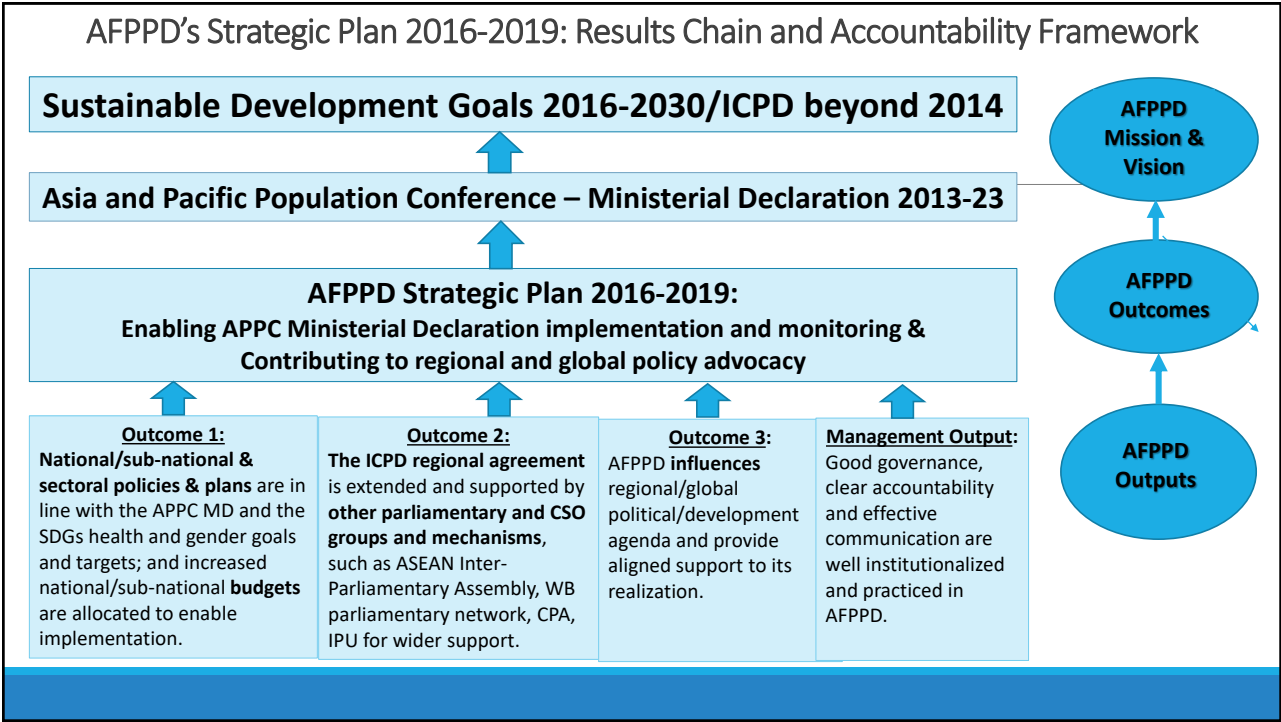 AFPPD's Strategic Plan 2016-2019: Results Chain and Accountability Framework
Sustainable Development Goals 2016-2030/ICPD beyond 2014
Asia and Pacific Population Conference – Ministerial Declaration 2013-23
AFPPD Strategic Plan 2016-2019:
Enabling APPC Ministerial Declaration implementation and monitoring &
Contributing to regional and global policy advocacy
Outcome 1:
National/sub-national &
sectoral policies & plans are in
line with the APPC MD and the
SDGs health and gender goals
and targets; and increased
national/sub-national budgets
are allocated to enable
implementation.
Outcome 2:
The ICPD regional agreement
is extended and supported by
other parliamentary and CSO
groups and mechanisms,
such as ASEAN Inter-
Parliamentary Assembly, WB
parliamentary network, CPA,
IPU for wider support.
Outcome 3:
AFPPD influences
regional/global
political/development
agenda and provide
aligned support to its
realization.
Management Output:
Good governance,
clear accountability
and effective
communication are
well institutionalized
and practiced in
AFPPD.
AFPPD
Mission &
Vision
AFPPD
Outcomes
AFPPD
Outputs